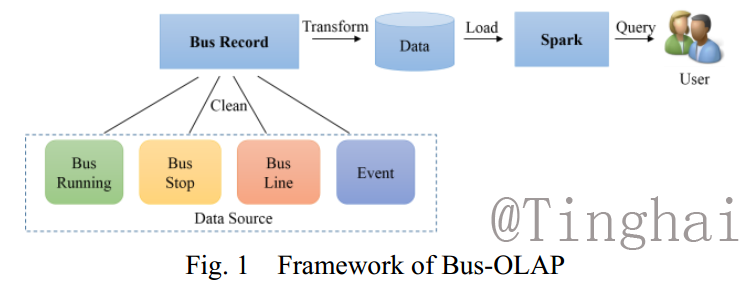 Bus Record
Transform
Data
Load
Spark
Query
User
Clean
Bus
Running
Bus
Stop
Bus
Line
Event
Data Source
@Tinghai
Fig. 1 Framework of Bus-OLAP